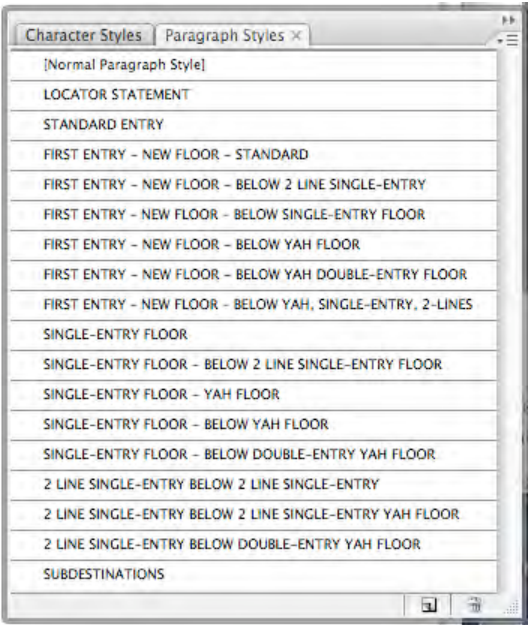 Character Styles Paragraph Styles ×
[Normal Paragraph Style]
LOCATOR STATEMENT
STANDARD ENTRY
FIRST ENTRY – NEW FLOOR – STANDARD
FIRST ENTRY – NEW FLOOR – BELOW 2 LINE SINGLE-ENTRY
FIRST ENTRY – NEW FLOOR – BELOW SINGLE-ENTRY FLOOR
FIRST ENTRY – NEW FLOOR – BELOW YAH FLOOR
FIRST ENTRY – NEW FLOOR – BELOW YAH DOUBLE-ENTRY FLOOR
FIRST ENTRY – NEW FLOOR – BELOW YAH, SINGLE-ENTRY, 2-LINES
SINGLE-ENTRY FLOOR
SINGLE-ENTRY FLOOR – BELOW 2 LINE SINGLE-ENTRY FLOOR
SINGLE-ENTRY FLOOR – YAH FLOOR
SINGLE-ENTRY FLOOR – BELOW YAH FLOOR
SINGLE-ENTRY FLOOR – BELOW DOUBLE-ENTRY YAH FLOOR
2 LINE SINGLE-ENTRY BELOW 2 LINE SINGLE-ENTRY
2 LINE SINGLE-ENTRY BELOW 2 LINE SINGLE-ENTRY YAH FLOOR
2 LINE SINGLE-ENTRY BELOW DOUBLE-ENTRY YAH FLOOR
SUBDESTINATIONS